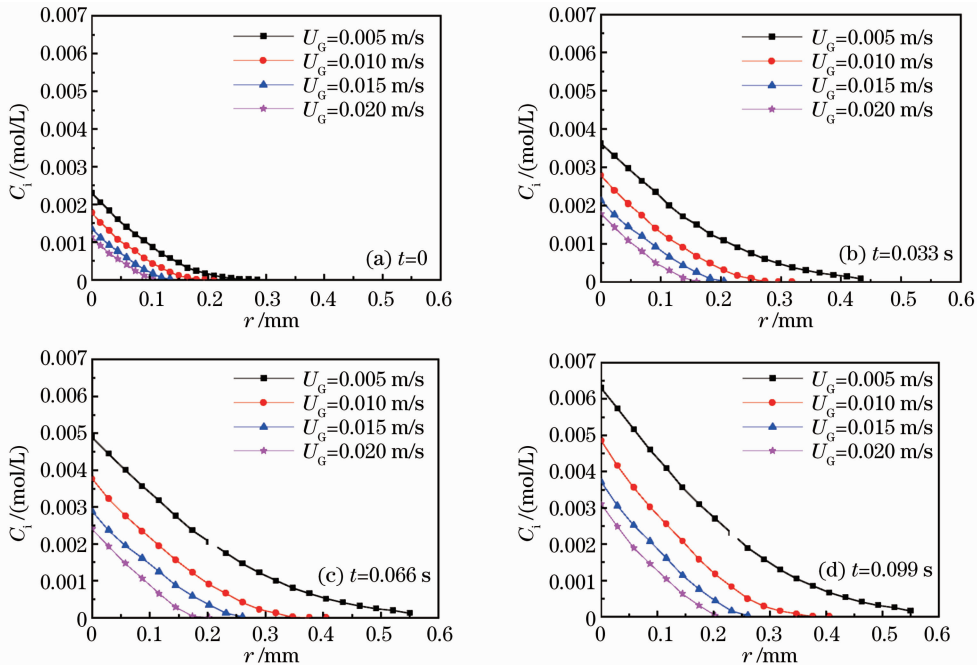 0.007
0.006
0.005
0.004
0.003
0.002
0.001
0
C_i /(mol/L)
U_G=0.005 m/s
U_G=0.010 m/s
U_G=0.015 m/s
U_G=0.020 m/s
(a) t=0
0 0.1 0.2 0.3 0.4 0.5 0.6
r /mm
0.007
0.006
0.005
0.004
0.003
0.002
0.001
0
C_i /(mol/L)
U_G=0.005 m/s
U_G=0.010 m/s
U_G=0.015 m/s
U_G=0.020 m/s
(b) t=0.033 s
0 0.1 0.2 0.3 0.4 0.5 0.6
r /mm
0.007
0.006
0.005
0.004
0.003
0.002
0.001
0
C_i /(mol/L)
U_G=0.005 m/s
U_G=0.010 m/s
U_G=0.015 m/s
U_G=0.020 m/s
(c) t=0.066 s
0 0.1 0.2 0.3 0.4 0.5 0.6
r /mm
0.007
0.006
0.005
0.004
0.003
0.002
0.001
0
C_i /(mol/L)
U_G=0.005 m/s
U_G=0.010 m/s
U_G=0.015 m/s
U_G=0.020 m/s
(d) t=0.099 s
0 0.1 0.2 0.3 0.4 0.5 0.6
r /mm